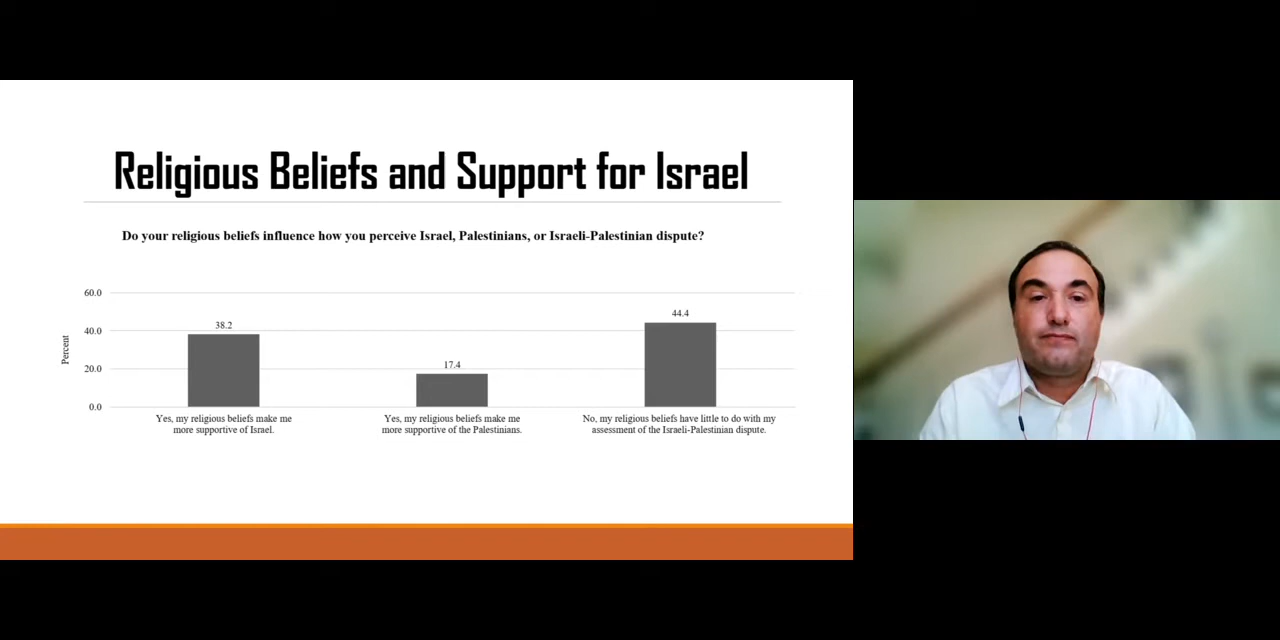 Religious Beliefs and Support for Israel
Do your religious beliefs influence how you perceive Israel, Palestinians, or Israeli-Palestinian dispute?
60.0
40.0
20.0
0.0
Percent
38.2
17.4
44.4
Yes, my religious beliefs make me
more supportive of Israel.
Yes, my religious beliefs make me
more supportive of the Palestinians.
No, my religious beliefs have little to do with my
assessment of the Israeli-Palestinian dispute.